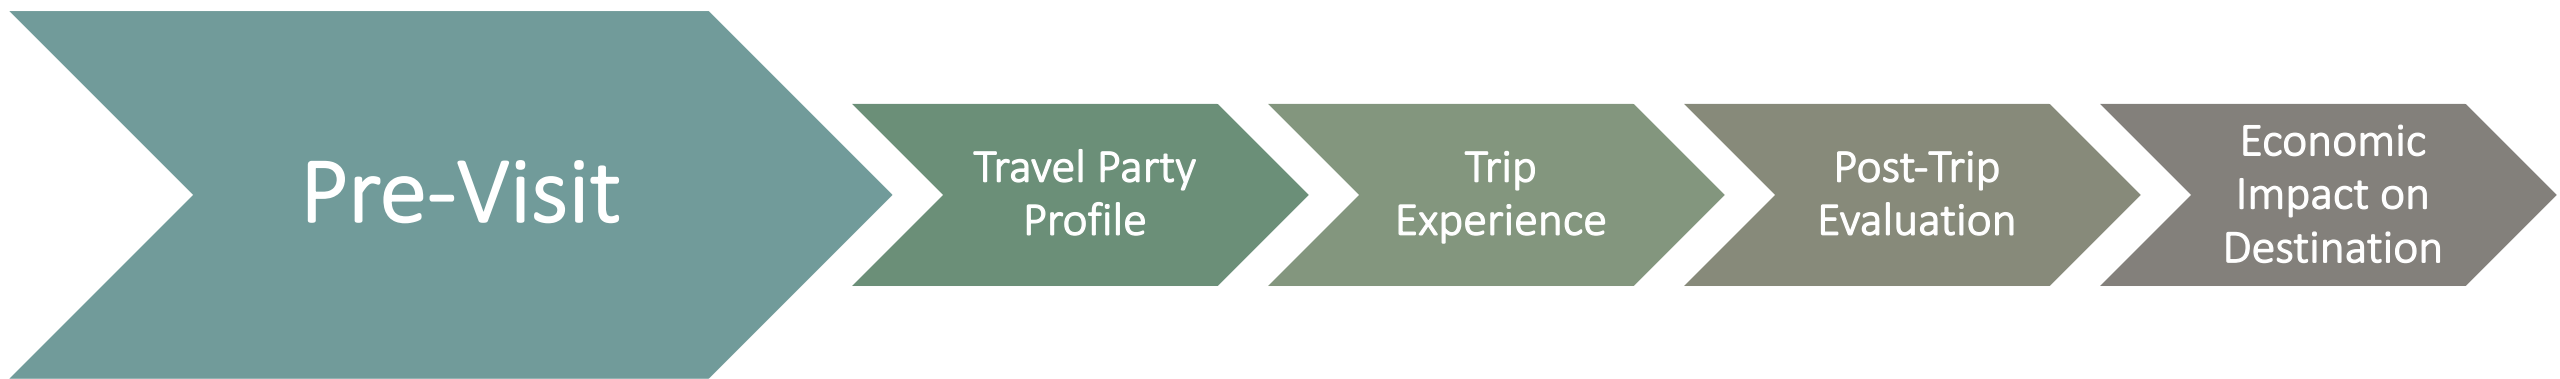 Pre-Visit
Travel Party
Profile
Trip
Experience
Post-Trip
Evaluation
Economic
Impact on
Destination